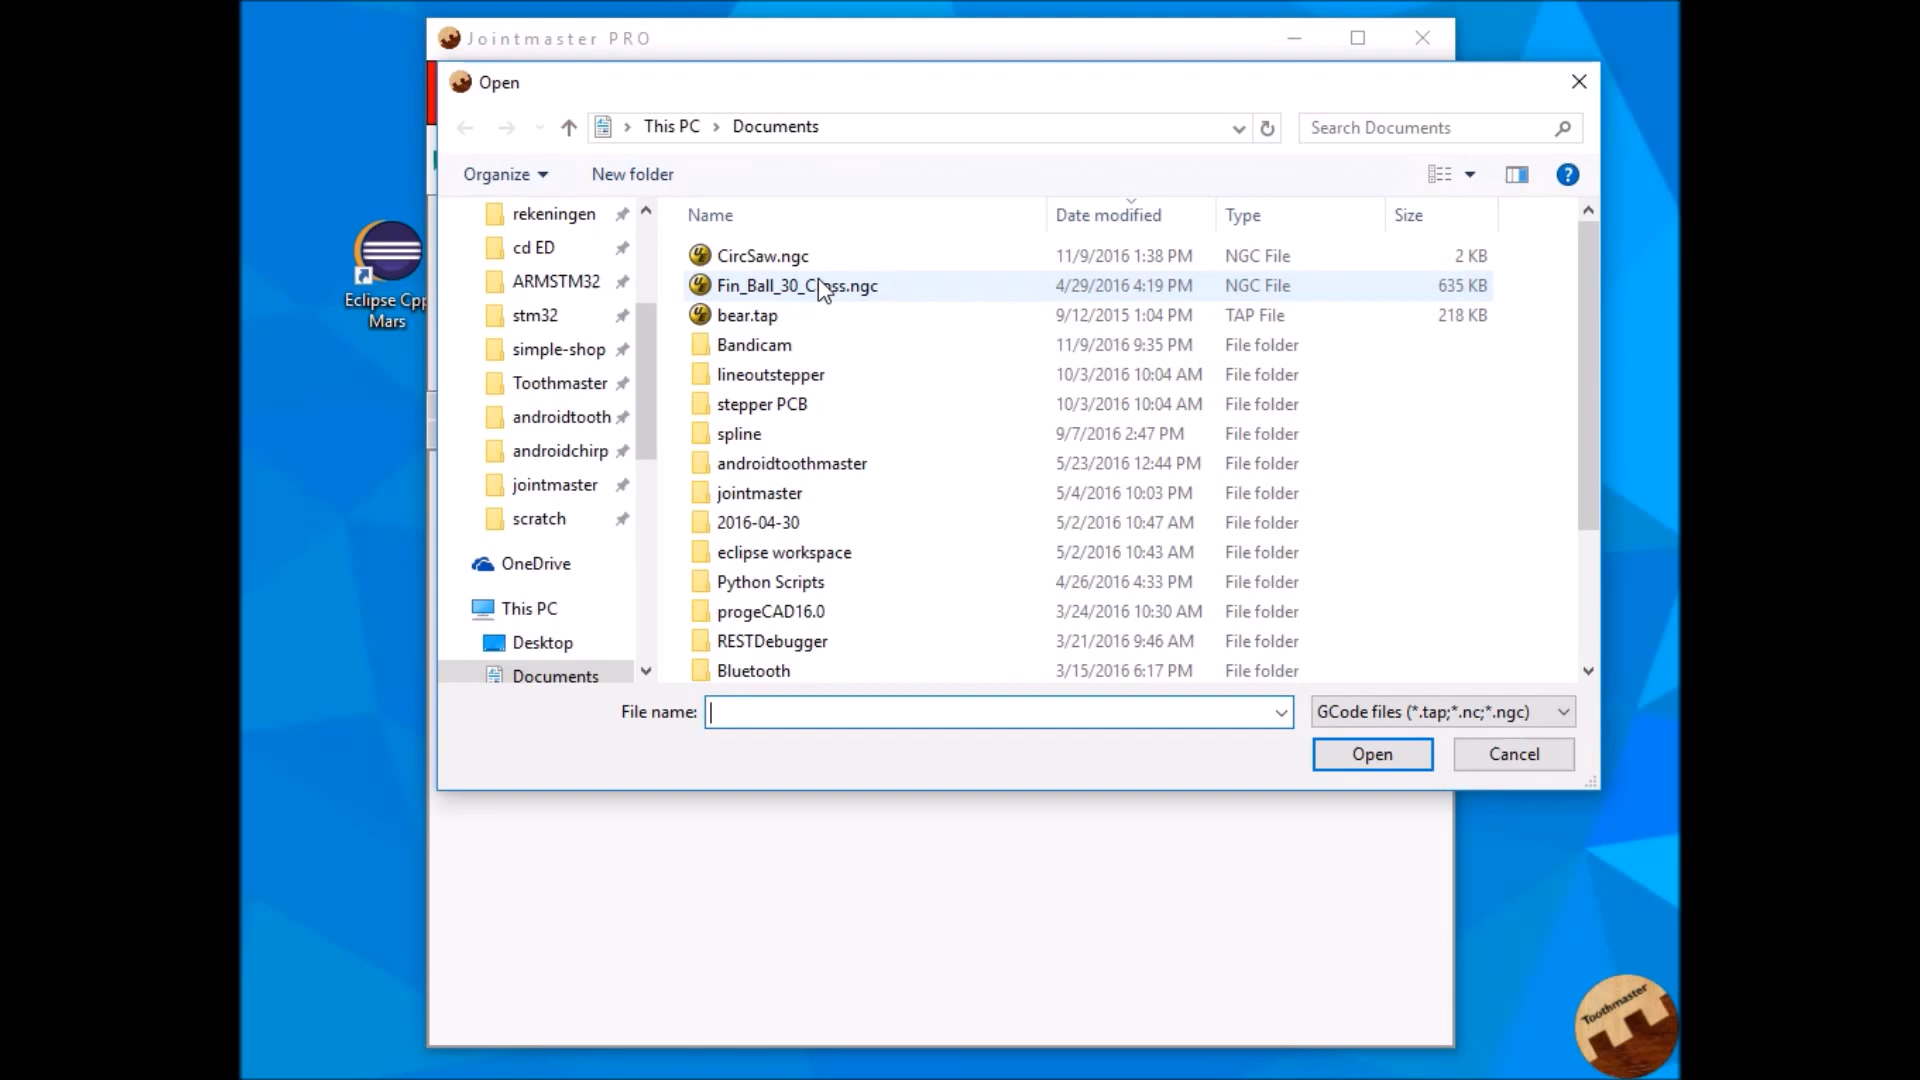 Jointmaster PRO
Open
This PC
Documents
Search Documents
Organize
New folder
rekeningen
cd ED
ARMSTM32
stm32
simple-shop
Toothmaster
androidtooth
androidchirp
jointmaster
scratch
OneDrive
This PC
Desktop
Documents
Name Date modified Type Size
CircSaw.ngc 11/9/2016 1:38 PM NGC File 2 KB
4/29/2016 4:19 PM NGC File 635 KB
bear.tap 9/12/2015 1:04 PM TAP File 218 KB
Bandicam 11/9/2016 9:35 PM File folder
lineoutstepper 10/3/2016 10:04 AM File folder
stepper PCB 10/3/2016 10:04 AM File folder
spline 9/7/2016 2:47 PM File folder
androidtoothmaster 5/23/2016 12:44 PM File folder
jointmaster 5/4/2016 10:03 PM File folder
2016-04-30 5/2/2016 10:47 AM File folder
eclipse workspace 5/2/2016 10:43 AM File folder
Python Scripts 4/26/2016 4:33 PM File folder
progeCAD16.0 3/24/2016 10:30 AM File folder
RESTDebugger 3/21/2016 9:46 AM File folder
Bluetooth 3/15/2016 6:17 PM File folder
File name:
GCode files (*.tap;*.nc;*.ngc)
Open
Cancel
Eclipse Cpp
Mars
Toothmaster